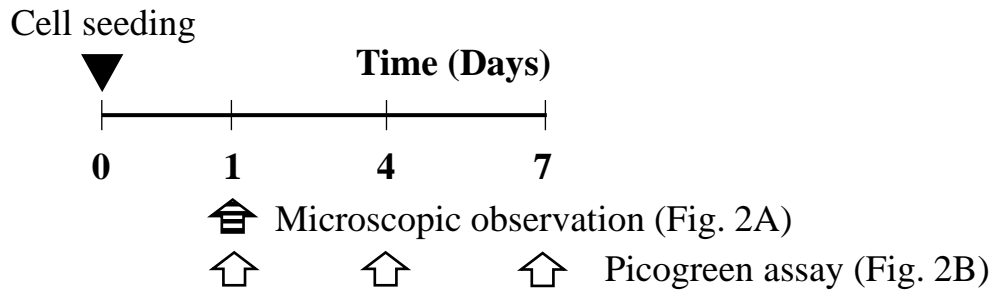 Cell seeding
Time (Days)
0 1 4 7
Microscopic observation (Fig. 2A)
Picogreen assay (Fig. 2B)